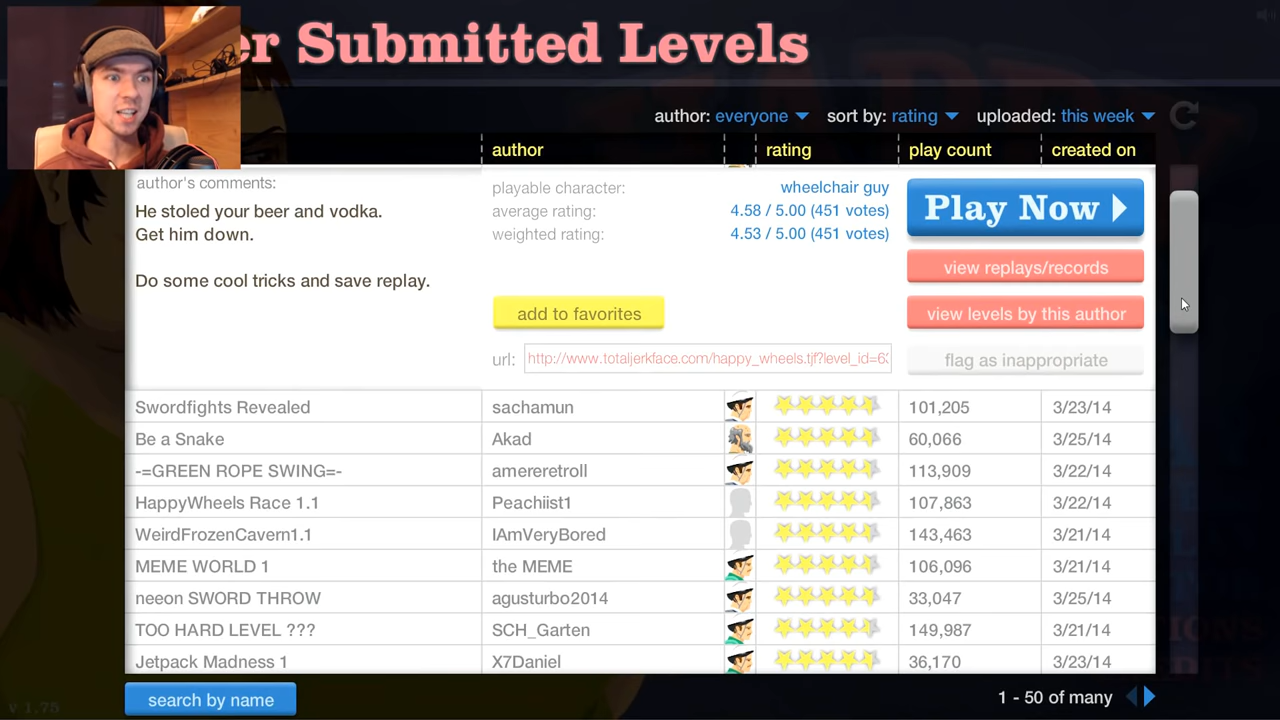 er Submitted Levels
author: everyone sort by: rating uploaded: this week
author rating play count created on
author's comments:
He stoled your beer and vodka.
Get him down.
Do some cool tricks and save replay.
playable character: wheelchair guy
average rating: 4.58 / 5.00 (451 votes)
weighted rating: 4.53 / 5.00 (451 votes)
add to favorites
url: http://www.totaljerkface.com/happy_wheels.tjf?level_id=63
Play Now
view replays/records
view levels by this author
flag as inappropriate
Swordfights Revealed sachamun 101,205 3/23/14
Be a Snake Akad 60,066 3/25/14
-=GREEN ROPE SWING=- amereretroll 113,909 3/22/14
HappyWheels Race 1.1 Peachiist1 107,863 3/22/14
WeirdFrozenCavern1.1 IAmVeryBored 143,463 3/21/14
MEME WORLD 1 the MEME 106,096 3/21/14
neeon SWORD THROW agusturbo2014 33,047 3/25/14
TOO HARD LEVEL ??? SCH_Garten 149,987 3/21/14
Jetpack Madness 1 X7Daniel 36,170 3/23/14
search by name
1 - 50 of many
v 1.75